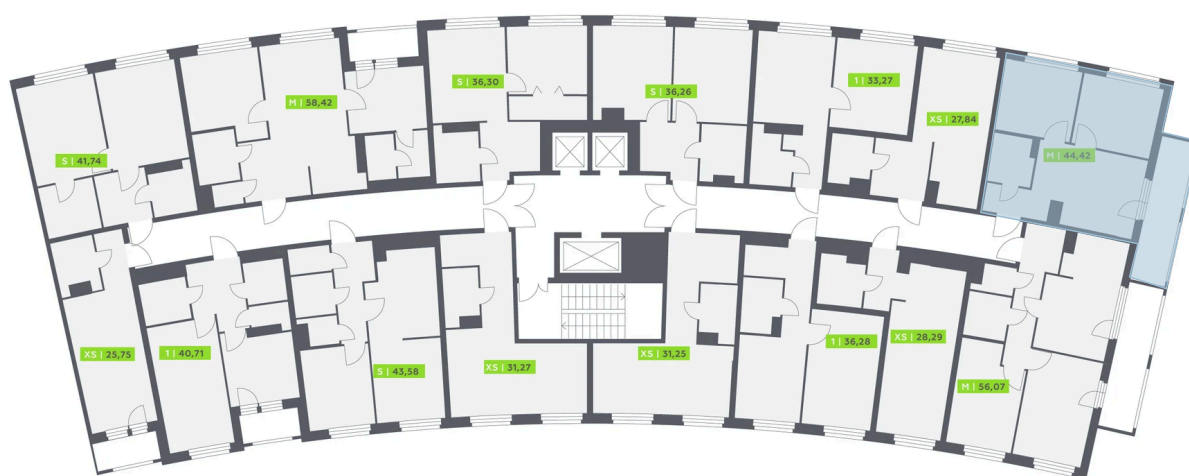 S | 41,74
M | 58,42
S | 36,30
S | 36,26
1 | 33,27
XS | 27,84
M | 44,42
XS | 25,75
1 | 40,71
S | 43,58
XS | 31,27
XS | 31,25
1 | 36,28
XS | 28,29
M | 56,07